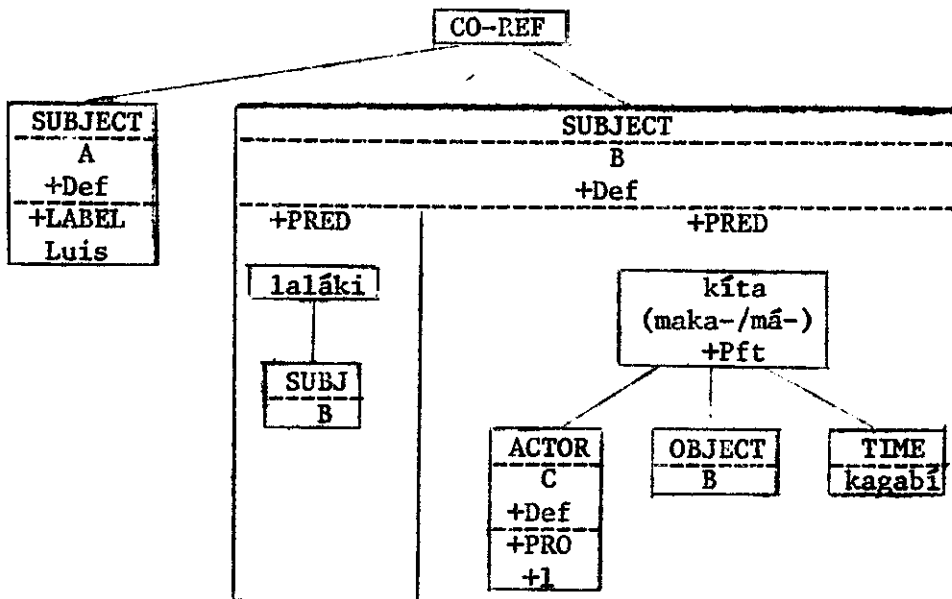 CO-REF
SUBJECT
A
+Def
+LABEL
Luis
SUBJECT
B
+Def
+PRED
laláki
SUBJ
B
+PRED
kíta
(maka-/má-)
+Pft
ACTOR
C
+Def
+PRO
+1
OBJECT
B
TIME
kagabí